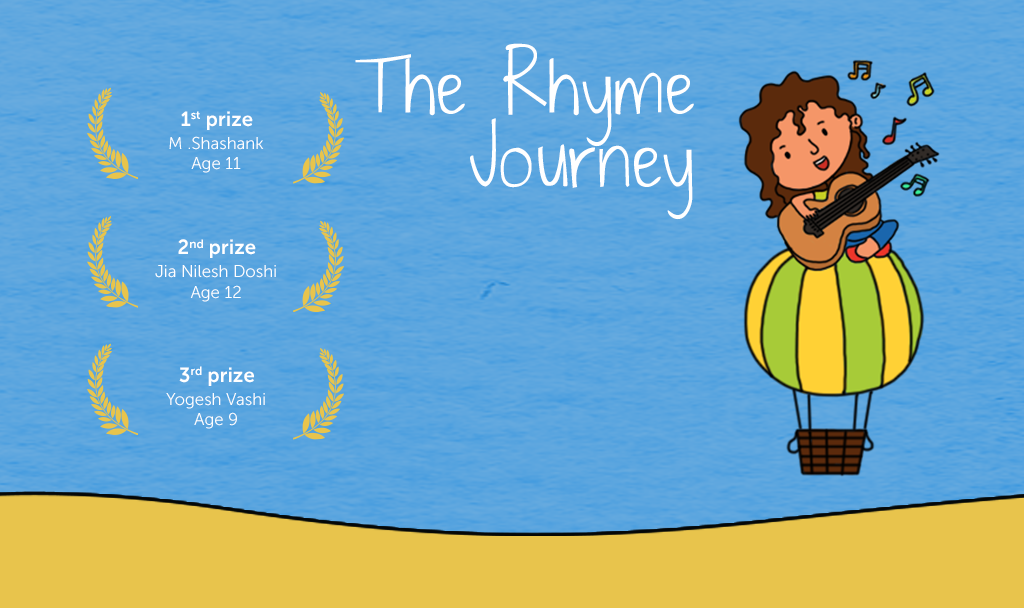 The Rhyme
Journey
1st prize
M .Shashank
Age 11
2nd prize
Jia Nilesh Doshi
Age 12
3rd prize
Yogesh Vashi
Age 9